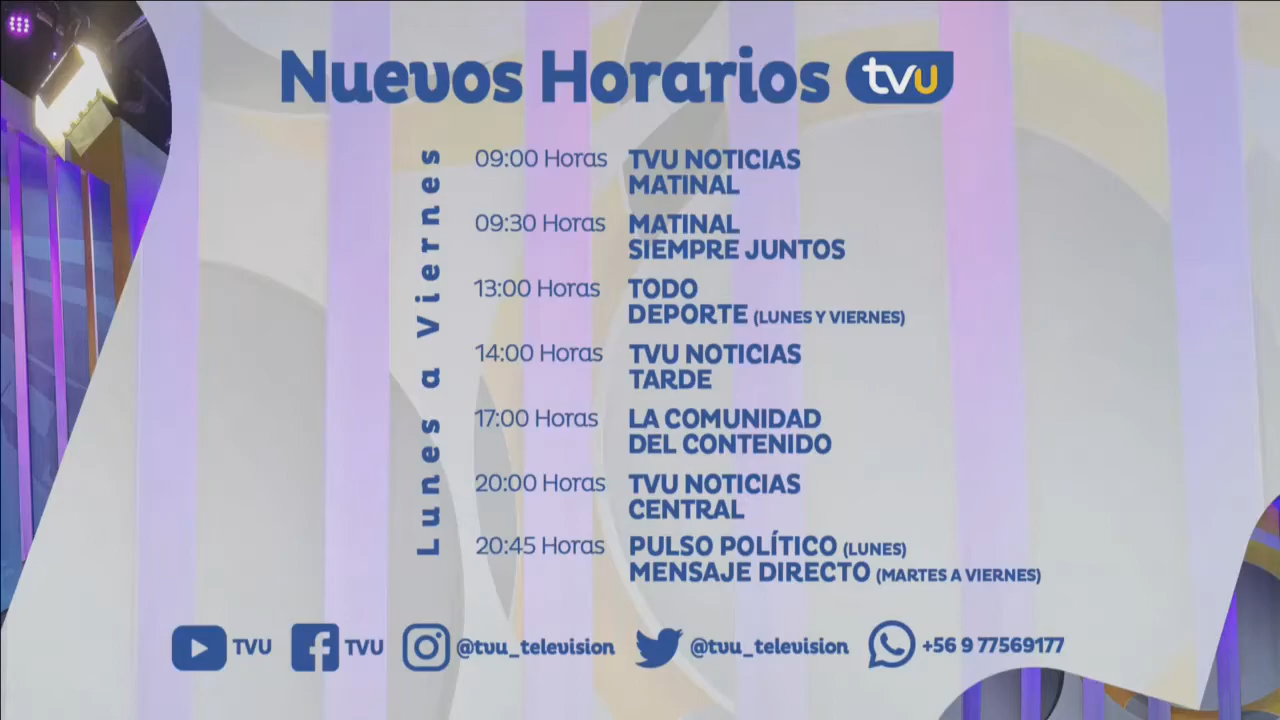 Nuevos Horarios tvu
Lunes a Viernes
09:00 Horas TVU NOTICIAS
MATINAL
09:30 Horas MATINAL
SIEMPRE JUNTOS
13:00 Horas TODO
DEPORTE (LUNES Y VIERNES)
14:00 Horas TVU NOTICIAS
TARDE
17:00 Horas LA COMUNIDAD
DEL CONTENIDO
20:00 Horas TVU NOTICIAS
CENTRAL
20:45 Horas PULSO POLÍTICO (LUNES)
MENSAJE DIRECTO (MARTES A VIERNES)
TVU TVU @tvu_television @tvu_television +56 9 77569177